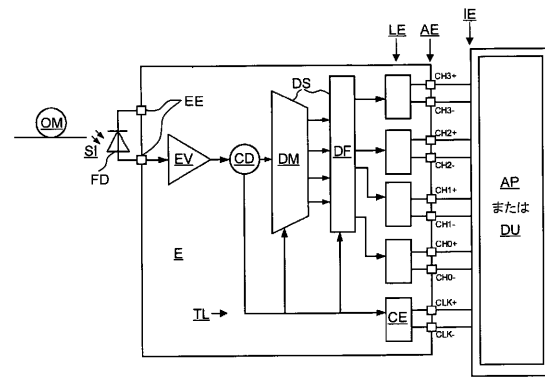 LE
AE
IE
DS
CH3+
CH3-
OM
EE
CH2+
CH2-
SI
FD
EV
CD
DM
DF
CH1+
CH1-
AP
または
DU
E
CH0+
CH0-
TL
CE
CLK+
CLK-